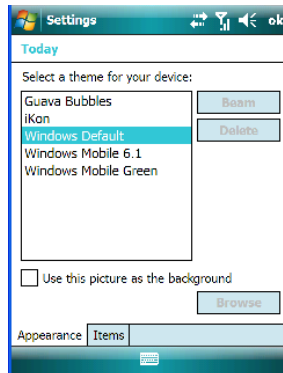 Settings ok
Today
Select a theme for your device:
Guava Bubbles
iKon
Windows Default
Windows Mobile 6.1
Windows Mobile Green
Beam
Delete
Use this picture as the background
Browse
Appearance Items